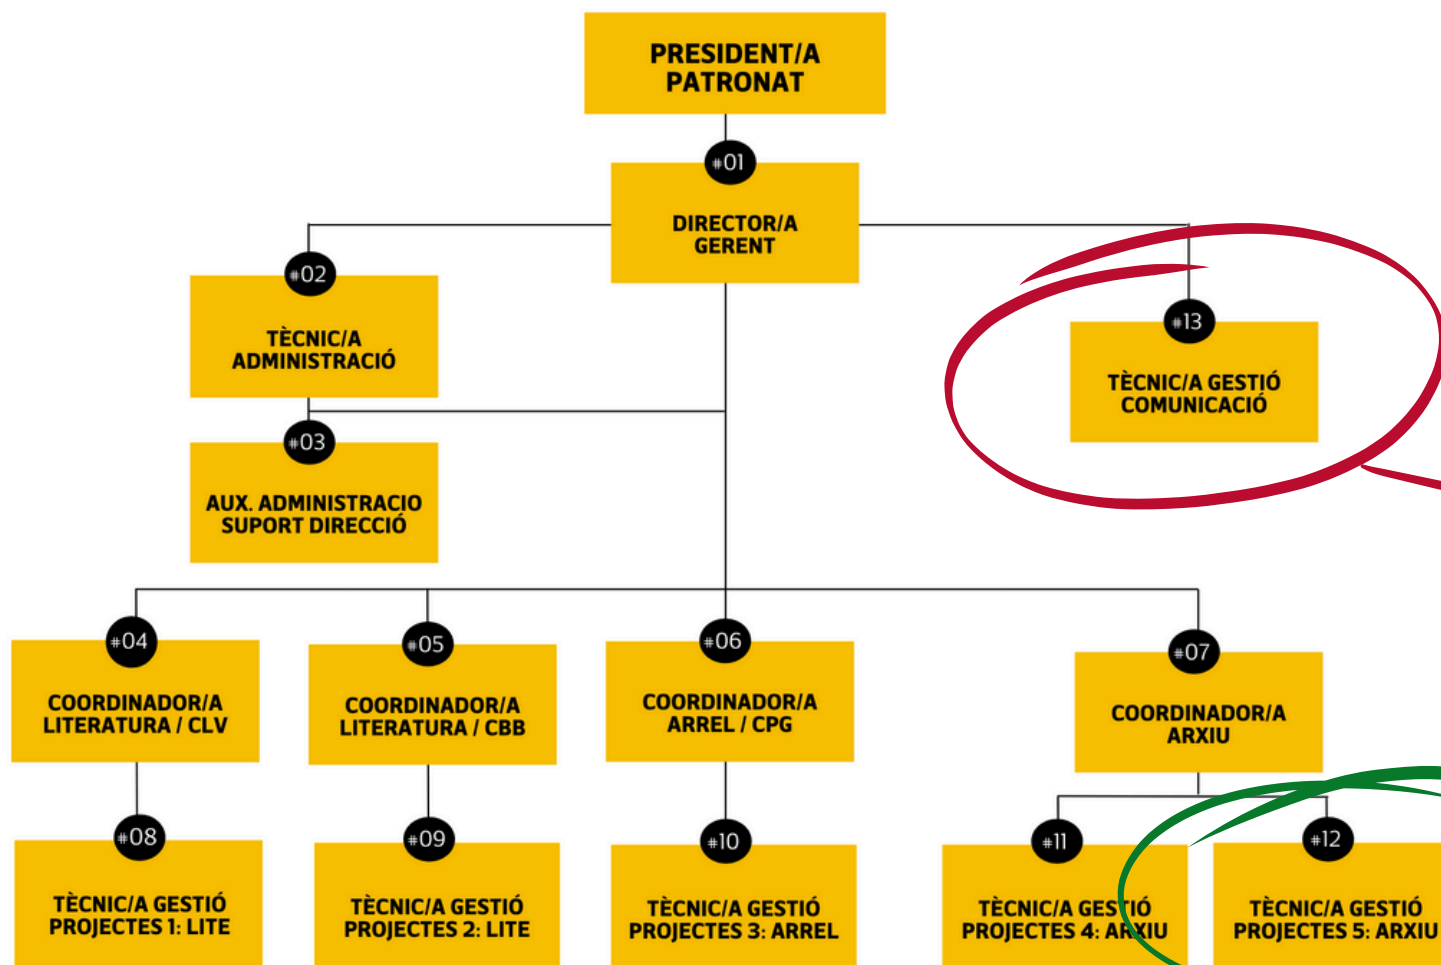 PRESIDENT/A
PATRONAT
#01
DIRECTOR/A
GERENT
#02
TÈCNIC/A
ADMINISTRACIÓ
#13
TÈCNIC/A GESTIÓ
COMUNICACIÓ
#03
AUX. ADMINISTRACIO
SUPORT DIRECCIÓ
#04
COORDINADOR/A
LITERATURA / CLV
#05
COORDINADOR/A
LITERATURA / CBB
#06
COORDINADOR/A
ARREL / CPG
#07
COORDINADOR/A
ARXIU
#08
TÈCNIC/A GESTIÓ
PROJECTES 1: LITE
#09
TÈCNIC/A GESTIÓ
PROJECTES 2: LITE
#10
TÈCNIC/A GESTIÓ
PROJECTES 3: ARREL
#11
TÈCNIC/A GESTIÓ
PROJECTES 4: ARXIU
#12
TÈCNIC/A GESTIÓ
PROJECTES 5: ARXIU